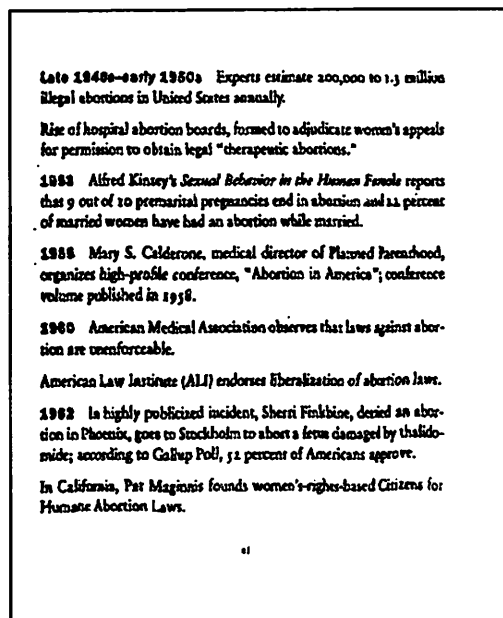 Late 1940s–early 1950s Experts estimate 200,000 to 1.3 million
illegal abortions in United States annually.
Rise of hospital abortion boards, formed to adjudicate women's appeals
for permission to obtain legal "therapeutic abortions."
1953 Alfred Kinsey's Sexual Behavior in the Human Female reports
that 9 out of 10 premarital pregnancies end in abortion and 22 percent
of married women have had an abortion while married.
1955 Mary S. Calderone, medical director of Planned Parenthood,
organizes high-profile conference, "Abortion in America"; conference
volume published in 1958.
1960 American Medical Association observes that laws against abor-
tion are unenforceable.
American Law Institute (ALI) endorses liberalization of abortion laws.
1962 In highly publicized incident, Sherri Finkbine, denied an abor-
tion in Phoenix, goes to Stockholm to abort a fetus damaged by thalido-
mide; according to Gallup Poll, 52 percent of Americans approve.
In California, Pat Maginnis founds women's-rights-based Citizens for
Humane Abortion Laws.